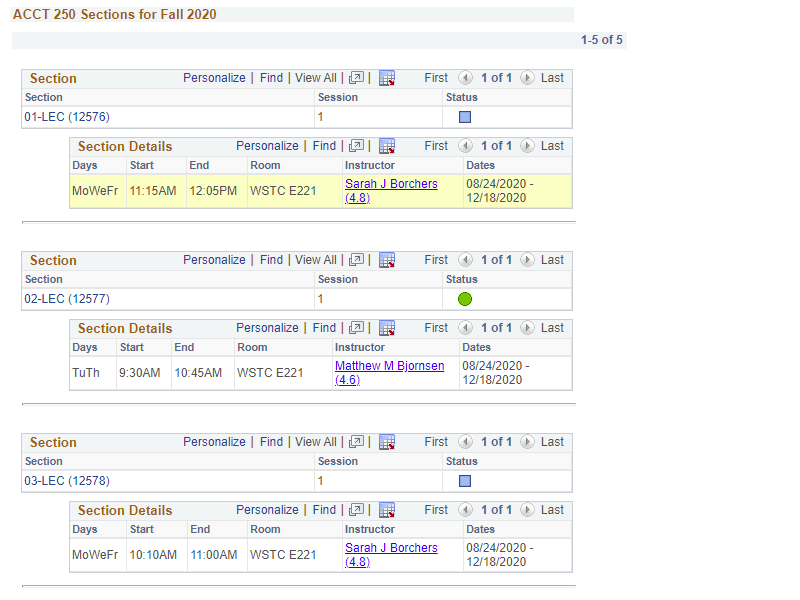 ACCT 250 Sections for Fall 2020
1-5 of 5
Section Personalize | Find | View All | | First 1 of 1 Last
Section Session Status
01-LEC (12576) 1
Section Details Personalize | Find | | First 1 of 1 Last
Days Start End Room Instructor Dates
MoWeFr 11:15AM 12:05PM WSTC E221 Sarah J Borchers (4.8) 08/24/2020 - 12/18/2020
Section Personalize | Find | View All | | First 1 of 1 Last
Section Session Status
02-LEC (12577) 1
Section Details Personalize | Find | | First 1 of 1 Last
Days Start End Room Instructor Dates
TuTh 9:30AM 10:45AM WSTC E221 Matthew M Bjornsen (4.6) 08/24/2020 - 12/18/2020
Section Personalize | Find | View All | | First 1 of 1 Last
Section Session Status
03-LEC (12578) 1
Section Details Personalize | Find | | First 1 of 1 Last
Days Start End Room Instructor Dates
MoWeFr 10:10AM 11:00AM WSTC E221 Sarah J Borchers (4.8) 08/24/2020 - 12/18/2020